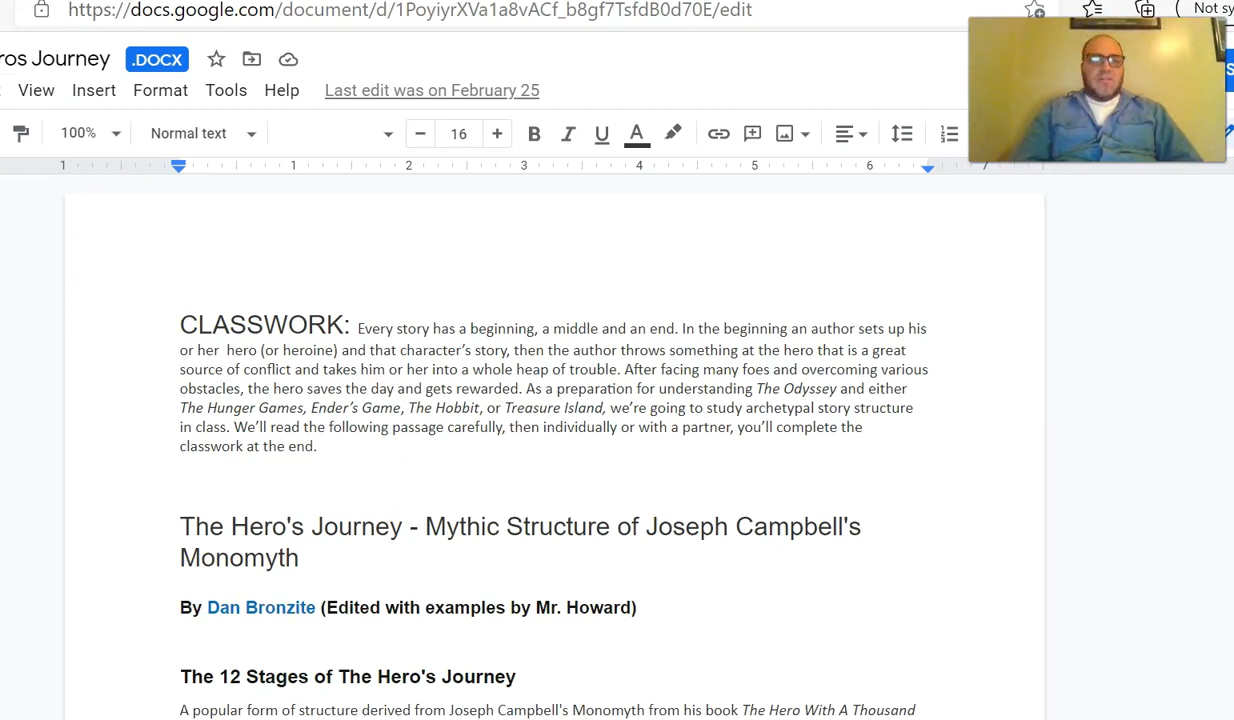 https://docs.google.com/document/d/1PoyiyrXVa1a8vACf_b8gf7TsfdB0d70E/edit
Not sy
ros Journey .DOCX
View Insert Format Tools Help Last edit was on February 25
100% Normal text 16
1 1 2 3 4 5 6 7
CLASSWORK: Every story has a beginning, a middle and an end. In the beginning an author sets up his
or her hero (or heroine) and that character's story, then the author throws something at the hero that is a great
source of conflict and takes him or her into a whole heap of trouble. After facing many foes and overcoming various
obstacles, the hero saves the day and gets rewarded. As a preparation for understanding The Odyssey and either
The Hunger Games, Ender's Game, The Hobbit, or Treasure Island, we're going to study archetypal story structure
in class. We'll read the following passage carefully, then individually or with a partner, you'll complete the
classwork at the end.
The Hero's Journey - Mythic Structure of Joseph Campbell's
Monomyth
By Dan Bronzite (Edited with examples by Mr. Howard)
The 12 Stages of The Hero's Journey
A popular form of structure derived from Joseph Campbell's Monomyth from his book The Hero With A Thousand